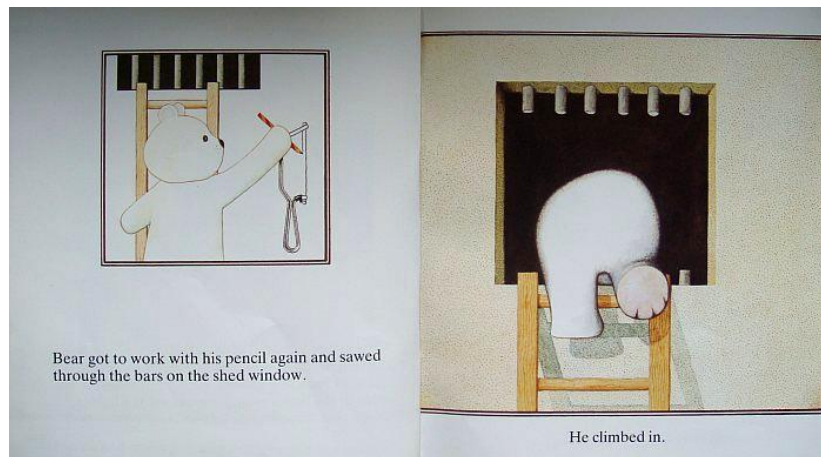 Bear got to work with his pencil again and sawed
through the bars on the shed window.
He climbed in.